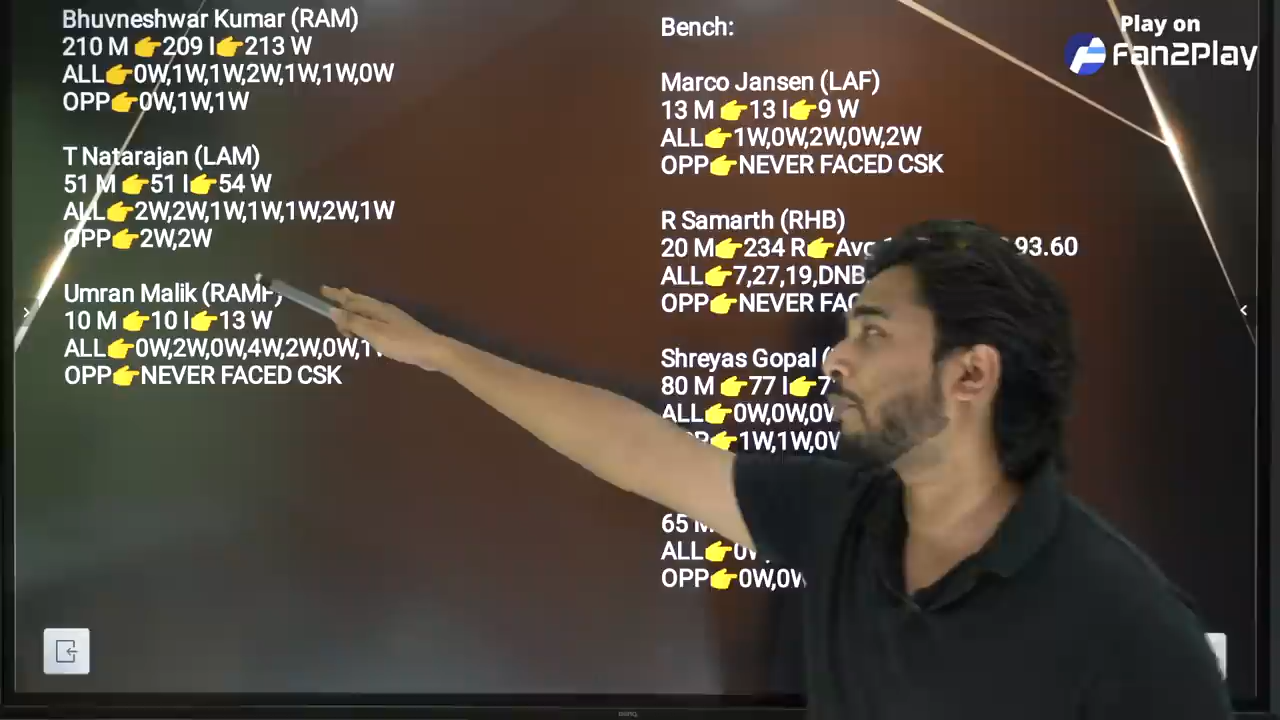 Bhuvneshwar Kumar (RAM)
210 M 👉209 I👉213 W
ALL👉0W,1W,1W,2W,1W,1W,0W
OPP👉0W,1W,1W
T Natarajan (LAM)
51 M 👉51 I👉54 W
ALL👉2W,2W,1W,1W,1W,2W,1W
OPP👉2W,2W
Umran Malik (RAMF)
10 M 👉10 I👉13 W
ALL👉0W,2W,0W,4W,2W,0W,
OPP👉NEVER FACED CSK
Bench:
Marco Jansen (LAF)
13 M 👉13 I👉9 W
ALL👉1W,0W,2W,0W,2W
OPP👉NEVER FACED CSK
R Samarth (RHB)
20 M👉234 R👉Avg 93.60
ALL👉7,27,19,DNB
OPP👉NEVER
Shreyas Gopal
80 M 👉77 I👉
ALL👉0W,0W,
👉1W,1W,
65
ALL👉
OPP👉0W,
Play on
Fan2Play